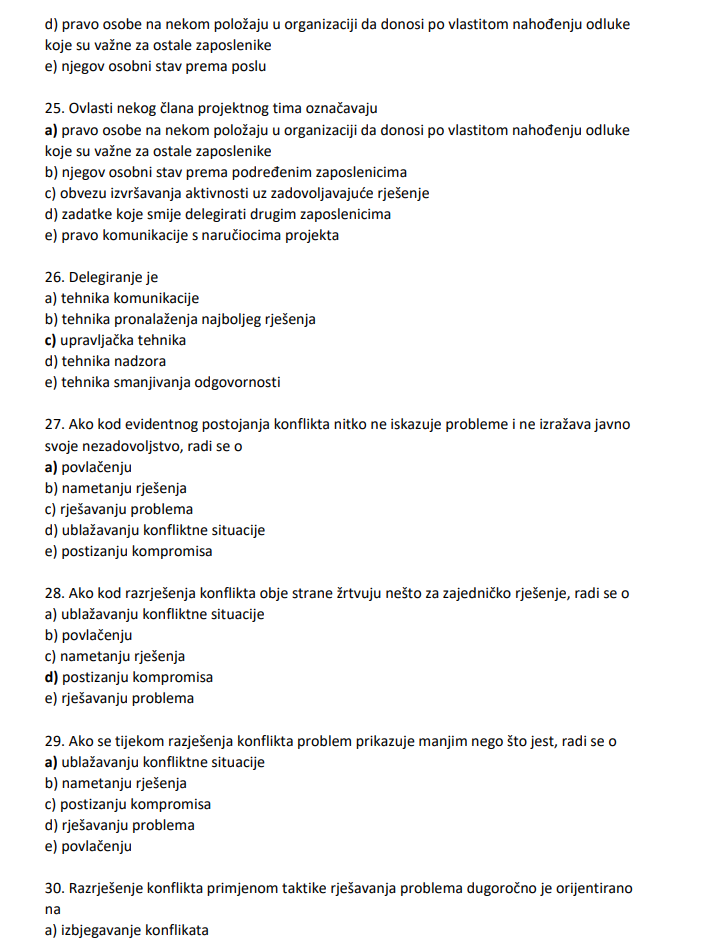 d) pravo osobe na nekom položaju u organizaciji da donosi po vlastitom nahođenju odluke
koje su važne za ostale zaposlenike
e) njegov osobni stav prema poslu
25. Ovlasti nekog člana projektnog tima označavaju
a) pravo osobe na nekom položaju u organizaciji da donosi po vlastitom nahođenju odluke
koje su važne za ostale zaposlenike
b) njegov osobni stav prema podređenim zaposlenicima
c) obvezu izvršavanja aktivnosti uz zadovoljavajuće rješenje
d) zadatke koje smije delegirati drugim zaposlenicima
e) pravo komunikacije s naručiocima projekta
26. Delegiranje je
a) tehnika komunikacije
b) tehnika pronalaženja najboljeg rješenja
c) upravljačka tehnika
d) tehnika nadzora
e) tehnika smanjivanja odgovornosti
27. Ako kod evidentnog postojanja konflikta nitko ne iskazuje probleme i ne izražava javno
svoje nezadovoljstvo, radi se o
a) povlačenju
b) nametanju rješenja
c) rješavanju problema
d) ublažavanju konfliktne situacije
e) postizanju kompromisa
28. Ako kod razrješenja konflikta obje strane žrtvuju nešto za zajedničko rješenje, radi se o
a) ublažavanju konfliktne situacije
b) povlačenju
c) nametanju rješenja
d) postizanju kompromisa
e) rješavanju problema
29. Ako se tijekom razješenja konflikta problem prikazuje manjim nego što jest, radi se o
a) ublažavanju konfliktne situacije
b) nametanju rješenja
c) postizanju kompromisa
d) rješavanju problema
e) povlačenju
30. Razrješenje konflikta primjenom taktike rješavanja problema dugoročno je orijentirano
na
a) izbjegavanje konflikata